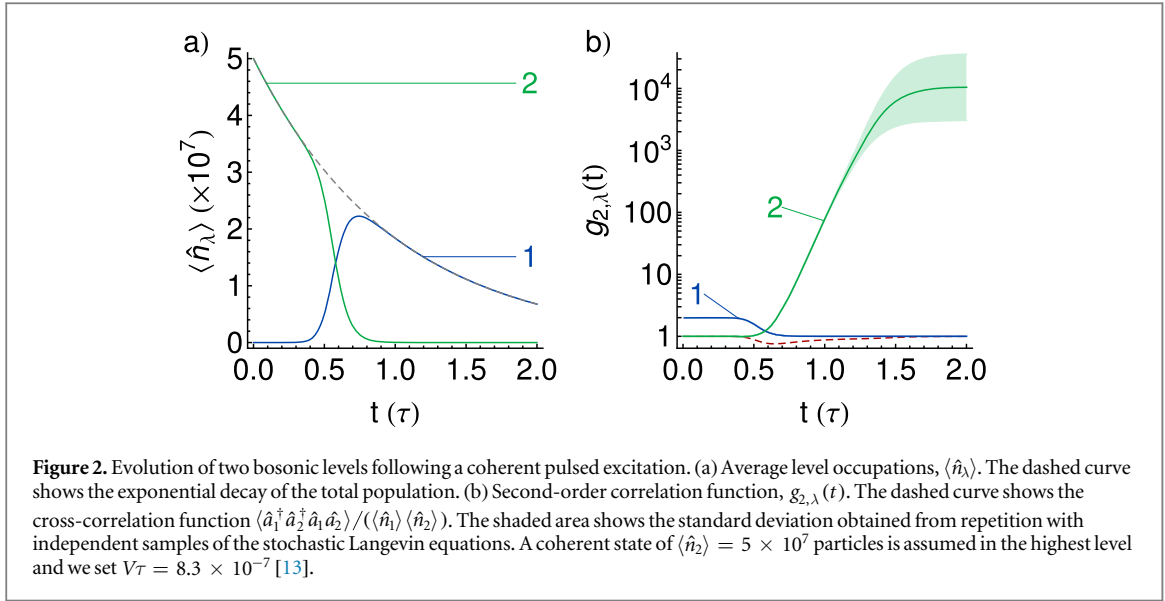 a)
b)
5
4
3
2
1
0
⟨n̂_λ⟩ (×10^7)
2
1
0.0 0.5 1.0 1.5 2.0
t (τ)
10^4
10^3
100
10
1
g_{2,λ}(t)
2
1
0.0 0.5 1.0 1.5 2.0
t (τ)
Figure 2. Evolution of two bosonic levels following a coherent pulsed excitation. (a) Average level occupations, ⟨n̂_λ⟩. The dashed curve
shows the exponential decay of the total population. (b) Second-order correlation function, g_{2,λ}(t). The dashed curve shows the
cross-correlation function ⟨â_1^†â_2^†â_1â_2⟩/(⟨n̂_1⟩⟨n̂_2⟩). The shaded area shows the standard deviation obtained from repetition with
independent samples of the stochastic Langevin equations. A coherent state of ⟨n̂_2⟩ = 5 × 10^7 particles is assumed in the highest level
and we set Vτ = 8.3 × 10^{-7} [13].